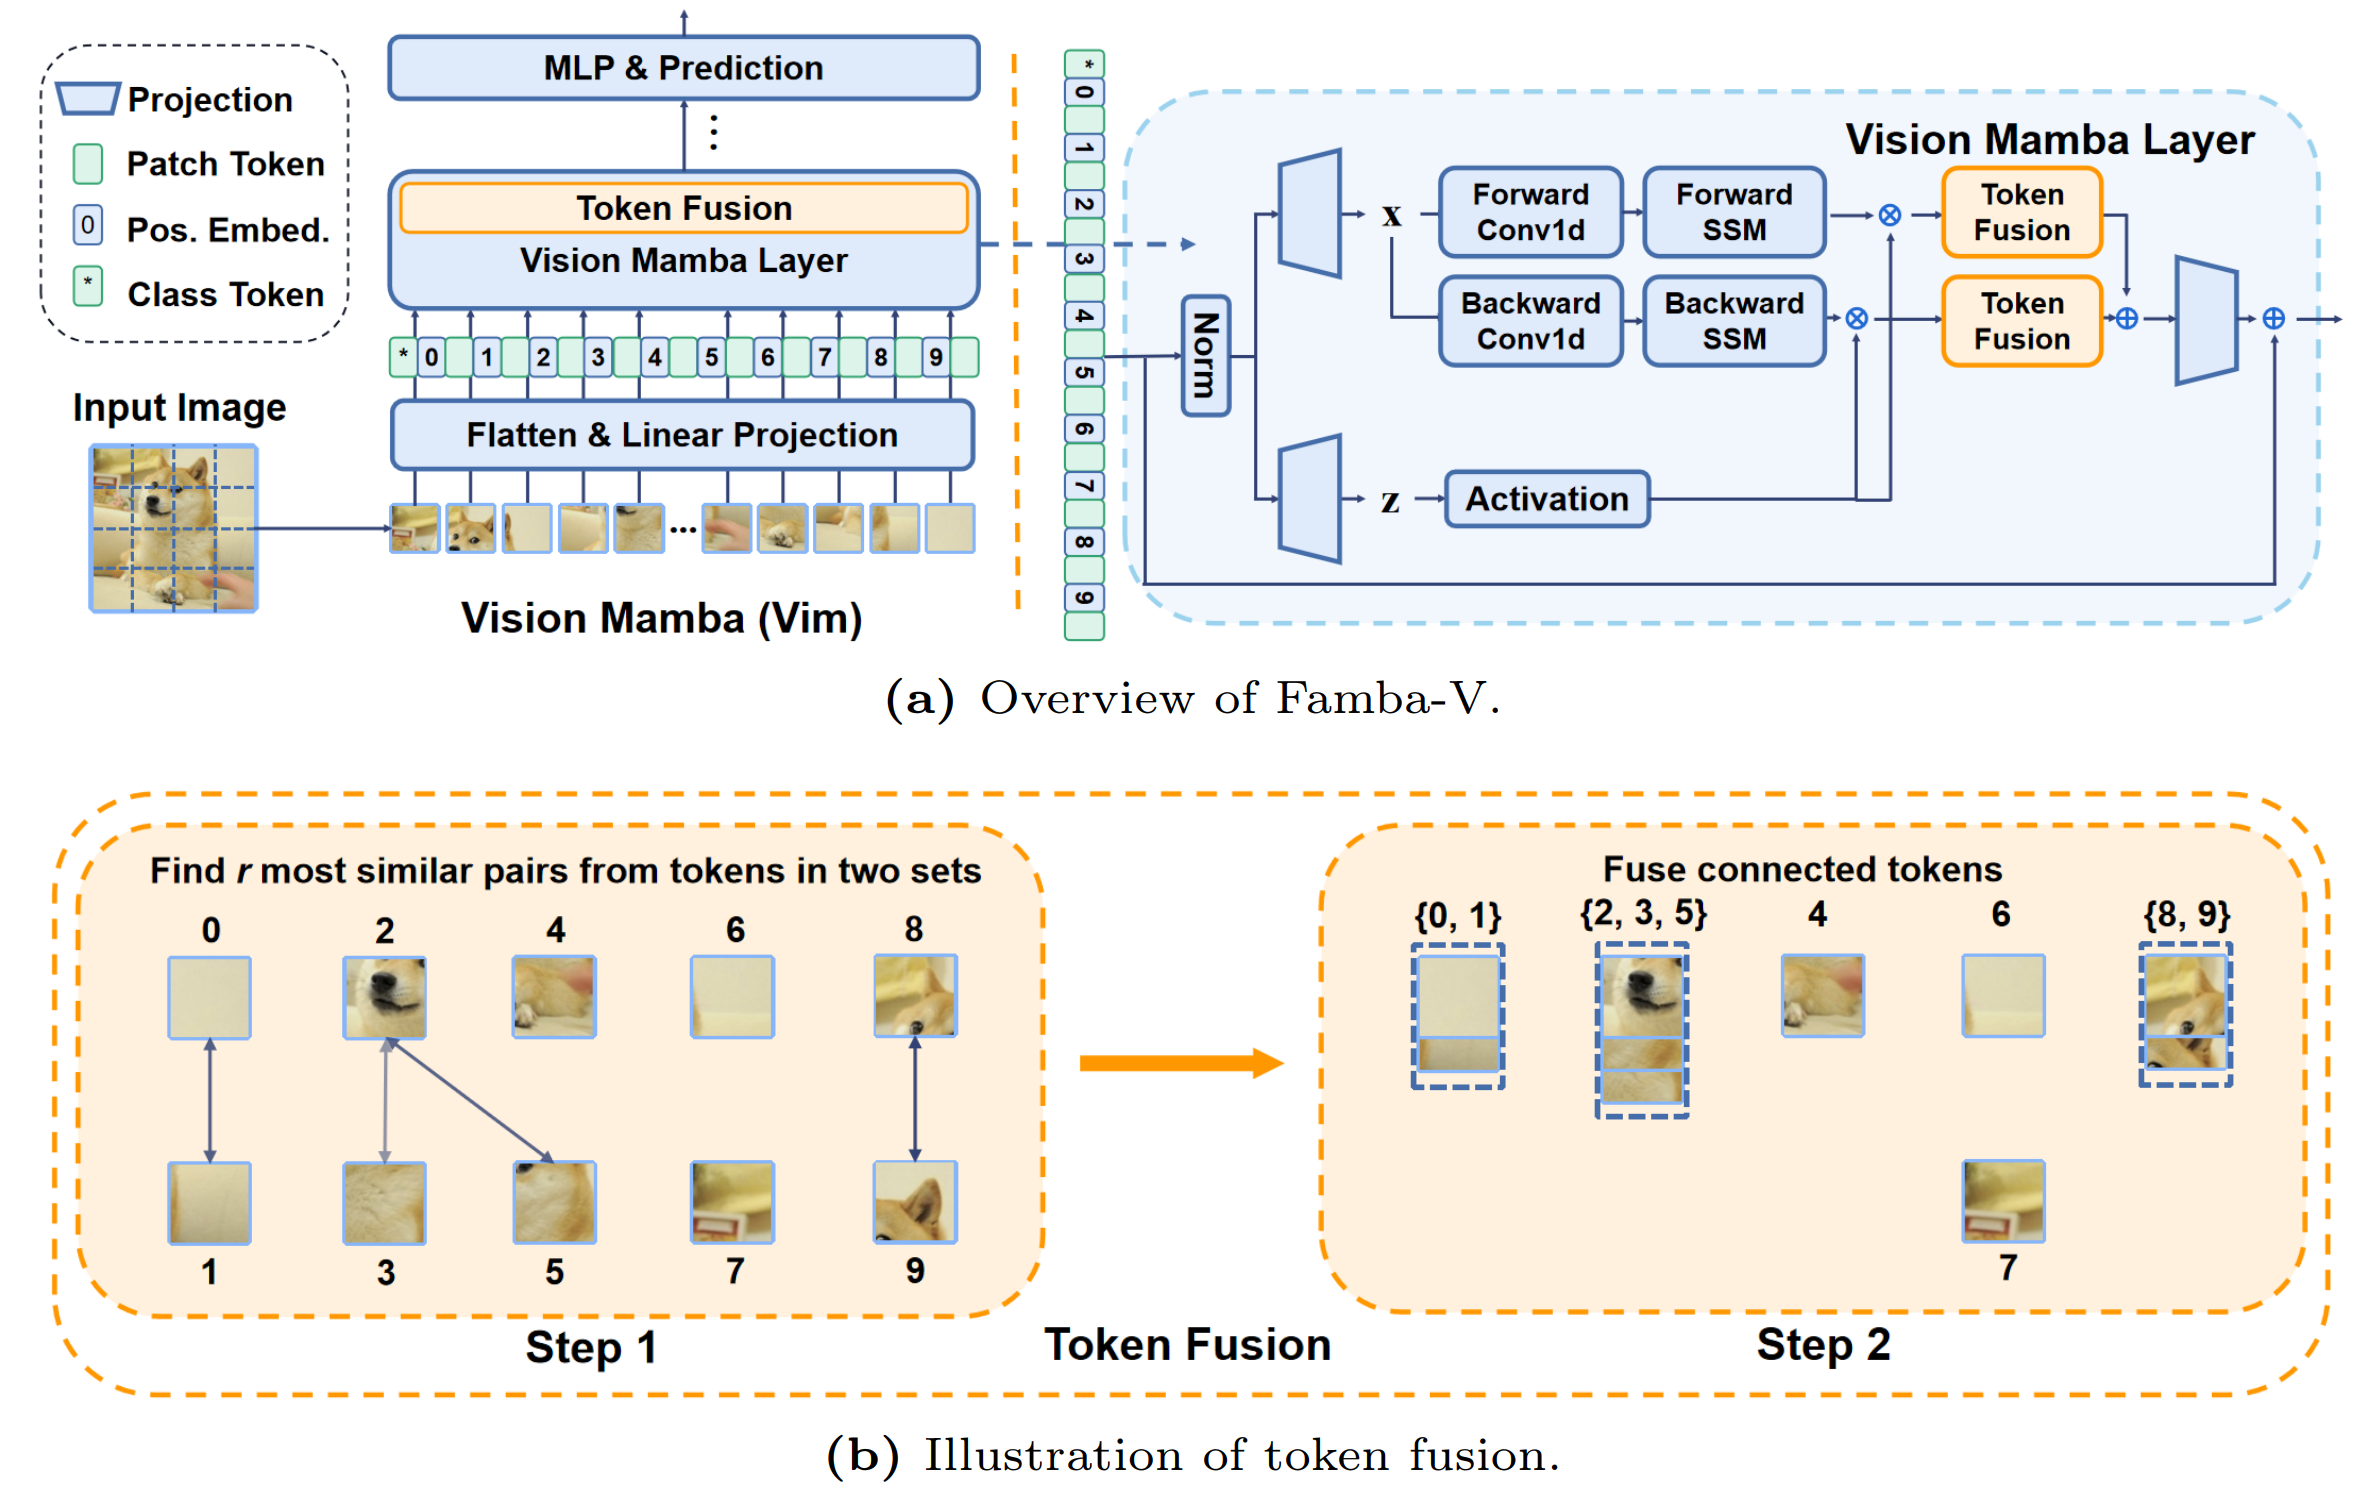 Projection
Patch Token
0
Pos. Embed.
*
Class Token
Input Image
MLP & Prediction
⋮
Token Fusion
Vision Mamba Layer
* 0 1 2 3 4 5 6 7 8 9
Flatten & Linear Projection
...
Vision Mamba (Vim)
* 0 1 2 3 4 5 6 7 8 9
Vision Mamba Layer
Norm
x
Forward
Conv1d
Forward
SSM
⊗
Token
Fusion
Backward
Conv1d
Backward
SSM
⊗
Token
Fusion
⊕
⊕
z
Activation
(a) Overview of Famba-V.
Find r most similar pairs from tokens in two sets
0 2 4 6 8
1 3 5 7 9
Step 1
Token Fusion
Fuse connected tokens
{0, 1} {2, 3, 5} 4 6 {8, 9}
7
Step 2
(b) Illustration of token fusion.